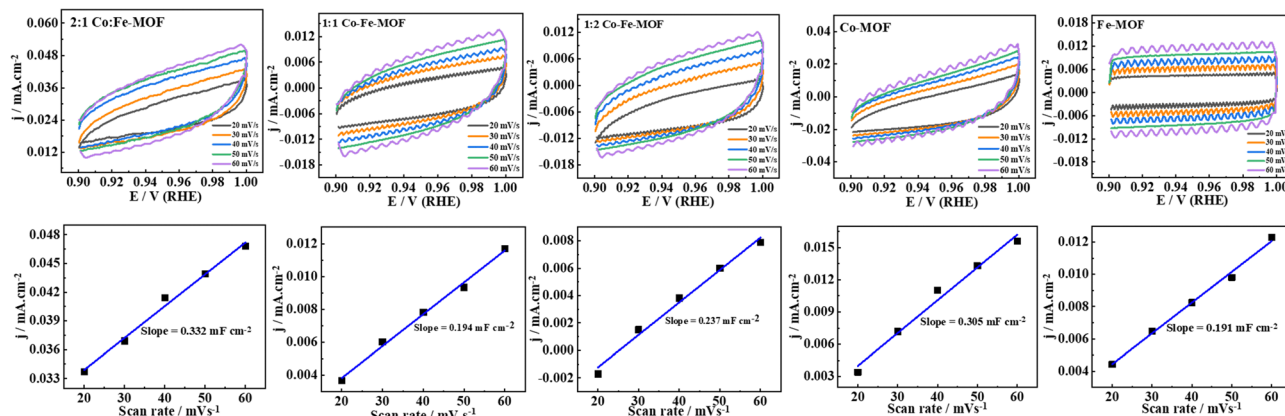 2:1 Co:Fe-MOF
j / mA.cm-2
0.060
0.048
0.036
0.024
0.012
20 mV/s
30 mV/s
40 mV/s
50 mV/s
60 mV/s
0.90 0.92 0.94 0.96 0.98 1.00
E / V (RHE)
1:1 Co-Fe-MOF
j / mA.cm-2
0.012
0.006
0.000
-0.006
-0.012
-0.018
20 mV/s
30 mV/s
40 mV/s
50 mV/s
60 mV/s
0.90 0.92 0.94 0.96 0.98 1.00
E / V (RHE)
1:2 Co-Fe-MOF
j / mA.cm-2
0.012
0.006
0.000
-0.006
-0.012
-0.018
20 mV/s
30 mV/s
40 mV/s
50 mV/s
60 mV/s
0.90 0.92 0.94 0.96 0.98 1.00
E / V (RHE)
Co-MOF
j / mA.cm-2
0.04
0.02
0.00
-0.02
-0.04
20 mV/s
30 mV/s
40 mV/s
50 mV/s
60 mV/s
0.90 0.92 0.94 0.96 0.98 1.00
E / V (RHE)
Fe-MOF
j / mA.cm-2
0.018
0.012
0.006
0.000
-0.006
-0.012
-0.018
20 mV
30 mV
40 mV
50 mV
60 mV
0.90 0.92 0.94 0.96 0.98 1.00
E / V (RHE)
j / mA.cm-2
0.048
0.045
0.042
0.039
0.036
0.033
Slope = 0.332 mF cm-2
20 30 40 50 60
Scan rate / mVs-1
j / mA.cm-2
0.012
0.010
0.008
0.006
0.004
Slope = 0.194 mF cm-2
20 30 40 50 60
Scan rate / mVs-1
j / mA.cm-2
0.008
0.006
0.004
0.002
0.000
-0.002
Slope = 0.237 mF cm-2
20 30 40 50 60
Scan rate / mVs-1
j / mA.cm-2
0.015
0.012
0.009
0.006
0.003
Slope = 0.305 mF cm-2
20 30 40 50 60
Scan rate / mVs-1
j / mA.cm-2
0.012
0.010
0.008
0.006
0.004
Slope = 0.191 mF cm-2
20 30 40 50 60
Scan rate / mVs-1